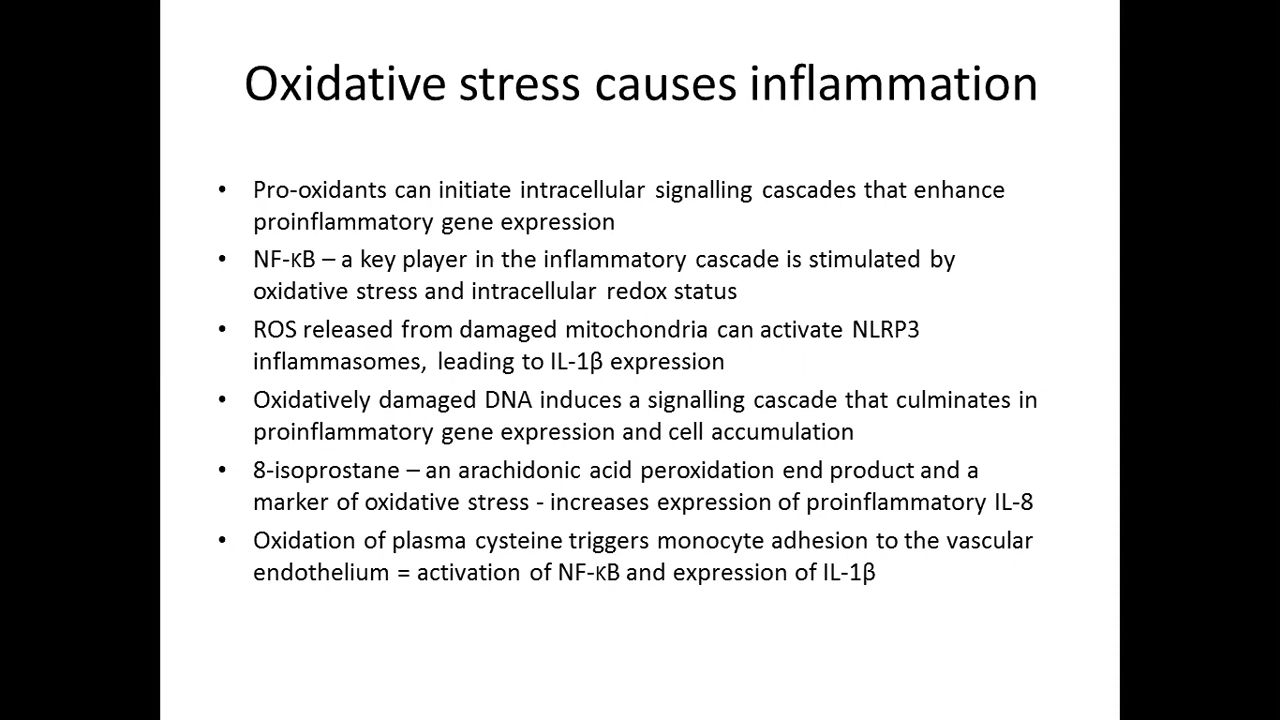 Oxidative stress causes inflammation
• Pro-oxidants can initiate intracellular signalling cascades that enhance
proinflammatory gene expression
• NF-κB – a key player in the inflammatory cascade is stimulated by
oxidative stress and intracellular redox status
• ROS released from damaged mitochondria can activate NLRP3
inflammasomes, leading to IL-1β expression
• Oxidatively damaged DNA induces a signalling cascade that culminates in
proinflammatory gene expression and cell accumulation
• 8-isoprostane – an arachidonic acid peroxidation end product and a
marker of oxidative stress - increases expression of proinflammatory IL-8
• Oxidation of plasma cysteine triggers monocyte adhesion to the vascular
endothelium = activation of NF-κB and expression of IL-1β